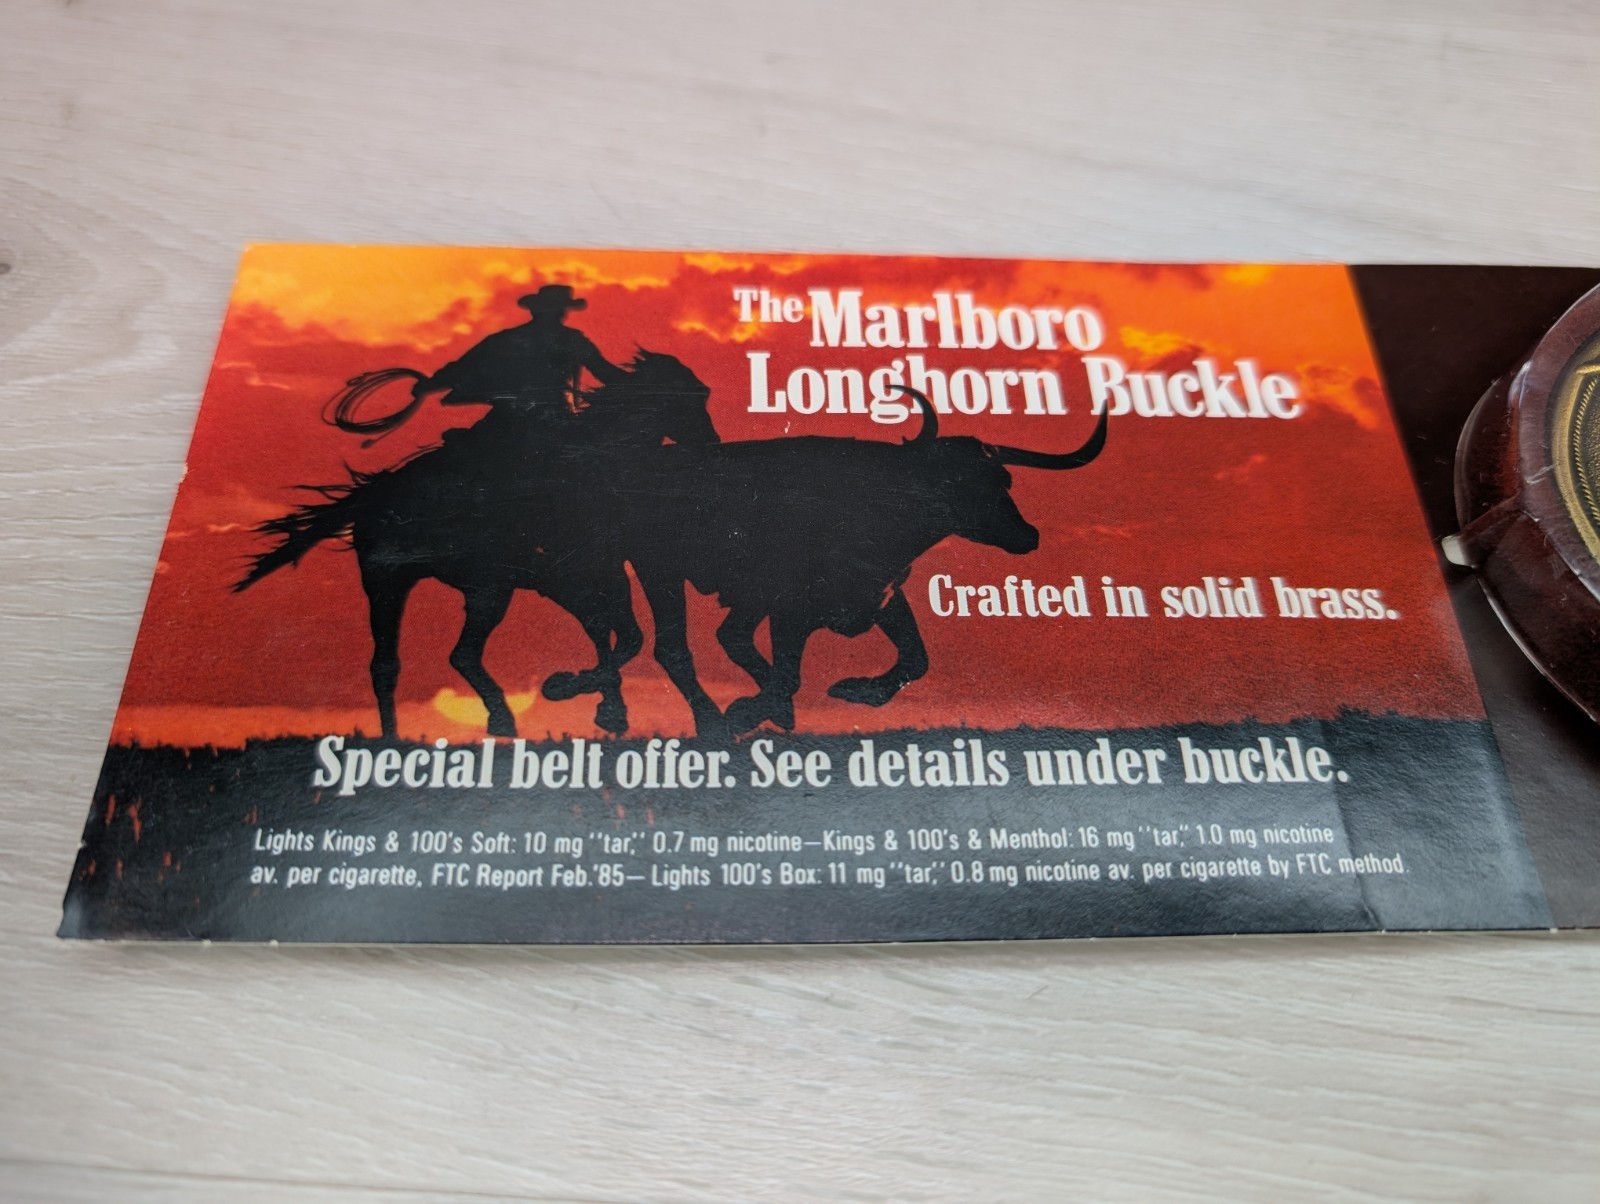 The Marlboro
Longhorn Buckle
Crafted in solid brass.
Special belt offer. See details under buckle.
Lights Kings & 100's Soft: 10 mg "tar," 0.7 mg nicotine—Kings & 100's & Menthol: 16 mg "tar," 1.0 mg nicotine
av. per cigarette, FTC Report Feb.'85— Lights 100's Box: 11 mg "tar," 0.8 mg nicotine av. per cigarette by FTC method.